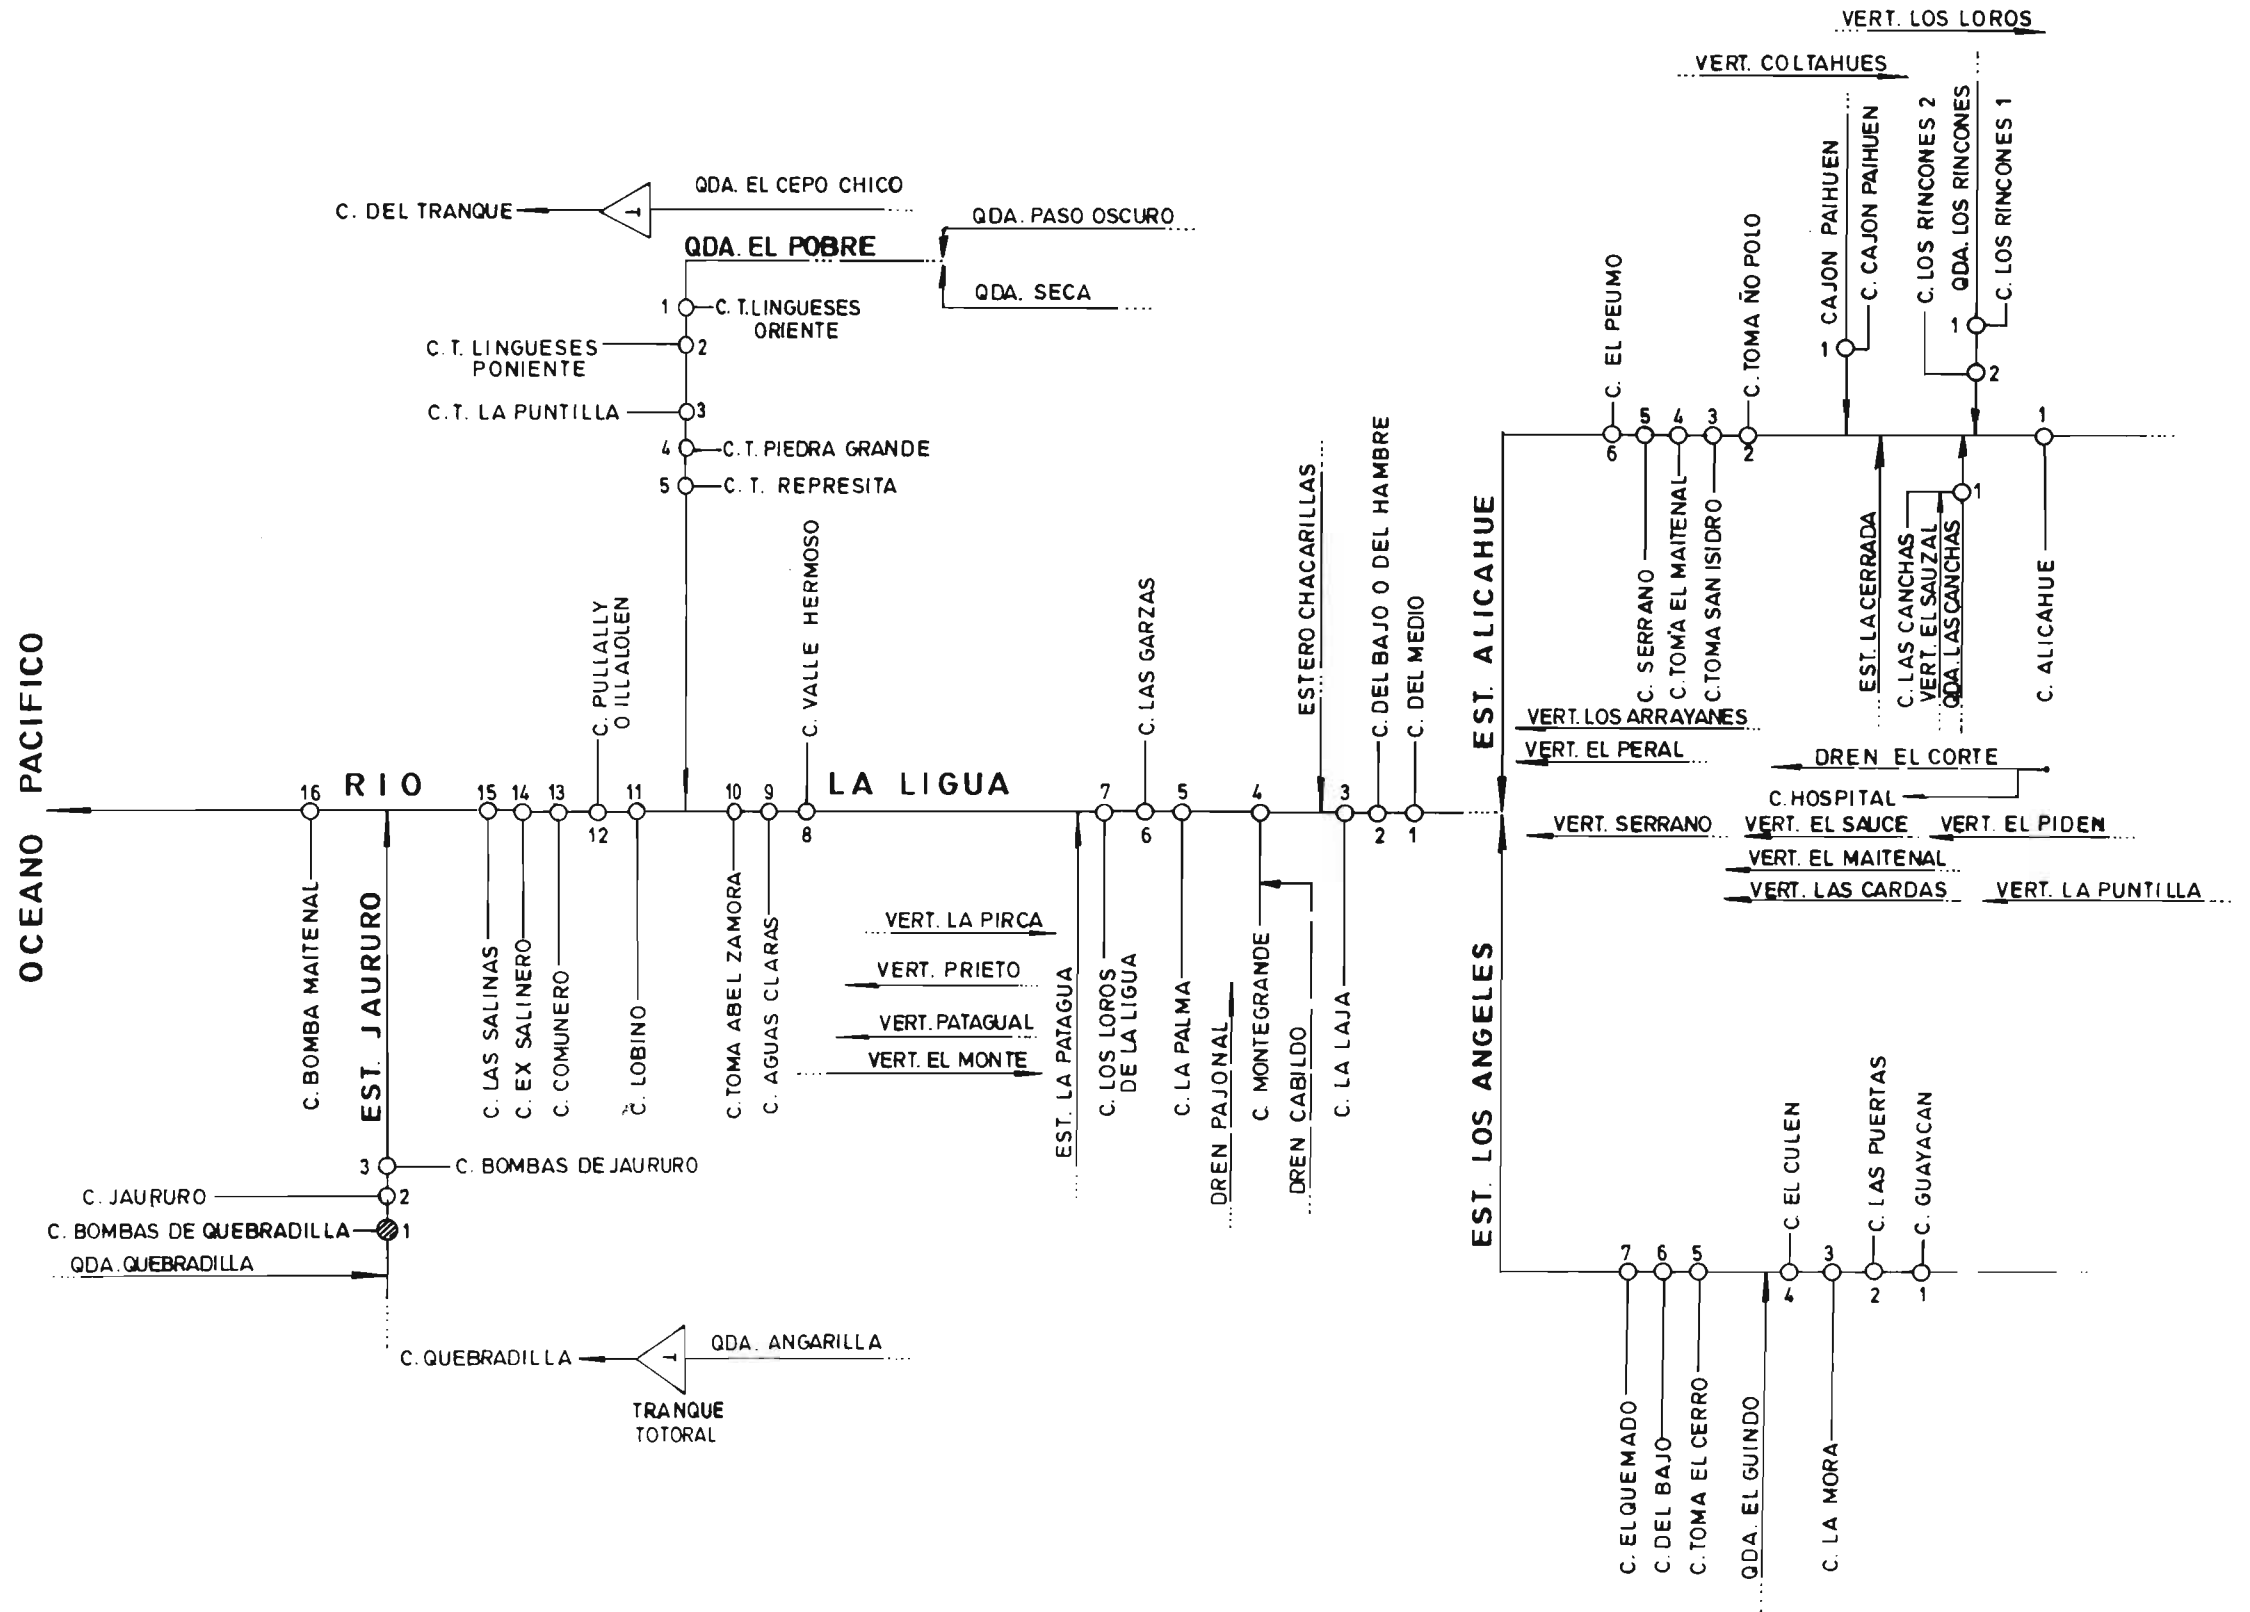 VERT. LOS LOROS
VERT. COLTAHUES
CAJON PAIHUEN
C. CAJON PAIHUEN
C. LOS RINCONES 2
QDA. LOS RINCONES
C. LOS RINCONES 1
1
1
2
QDA. EL CEPO CHICO
C. DEL TRANQUE
T
QDA. PASO OSCURO
QDA. EL POBRE
QDA. SECA
1
C. T. LINGUESES
ORIENTE
C. T. LINGUESES
PONIENTE
2
C. T. LA PUNTILLA
3
4
C. T. PIEDRA GRANDE
5
C. T. REPRESITA
C. EL PEUMO
C. TOMA ÑO POLO
6
5
4
3
2
1
C. SERRANO
C. TOMA EL MAITENAL
C. TOMA SAN ISIDRO
EST. LA CERRADA
C. LAS CANCHAS
VERT. EL SAUZAL
QDA. LAS CANCHAS
1
C. ALICAHUE
EST. ALICAHUE
VERT. LOS ARRAYANES
VERT. EL PERAL
DREN EL CORTE
C. HOSPITAL
VERT. SERRANO
VERT. EL SAUCE
VERT. EL PIDEN
VERT. EL MAITENAL
VERT. LAS CARDAS
VERT. LA PUNTILLA
OCEANO PACIFICO
RIO
LA LIGUA
C. PULLALLY
O ILLALOLEN
C. VALLE HERMOSO
C. LAS GARZAS
ESTERO CHACARILLAS
C. DEL BAJO O DEL HAMBRE
C. DEL MEDIO
16
15
14
13
12
11
10
9
8
7
6
5
4
3
2
1
C. BOMBA MAITENAL
EST. JAURURO
C. LAS SALINAS
C. EX SALINERO
C. COMUNERO
C. LOBINO
C. TOMA ABEL ZAMORA
C. AGUAS CLARAS
VERT. LA PIRCA
VERT. PRIETO
VERT. PATAGUAL
VERT. EL MONTE
EST. LA PATAGUA
C. LOS LOROS
DE LA LIGUA
C. LA PALMA
DREN PAJONAL
C. MONTEGRANDE
DREN CABILDO
C. LA LAJA
3
C. BOMBAS DE JAURURO
C. JAURURO
2
C. BOMBAS DE QUEBRADILLA
1
QDA. QUEBRADILLA
C. QUEBRADILLA
T
QDA. ANGARILLA
TRANQUE
TOTORAL
EST. LOS ANGELES
C. EL CULEN
C. LAS PUERTAS
C. GUAYACAN
7
6
5
4
3
2
1
C. EL QUEMADO
C. DEL BAJO
C. TOMA EL CERRO
QDA. EL GUINDO
C. LA MORA